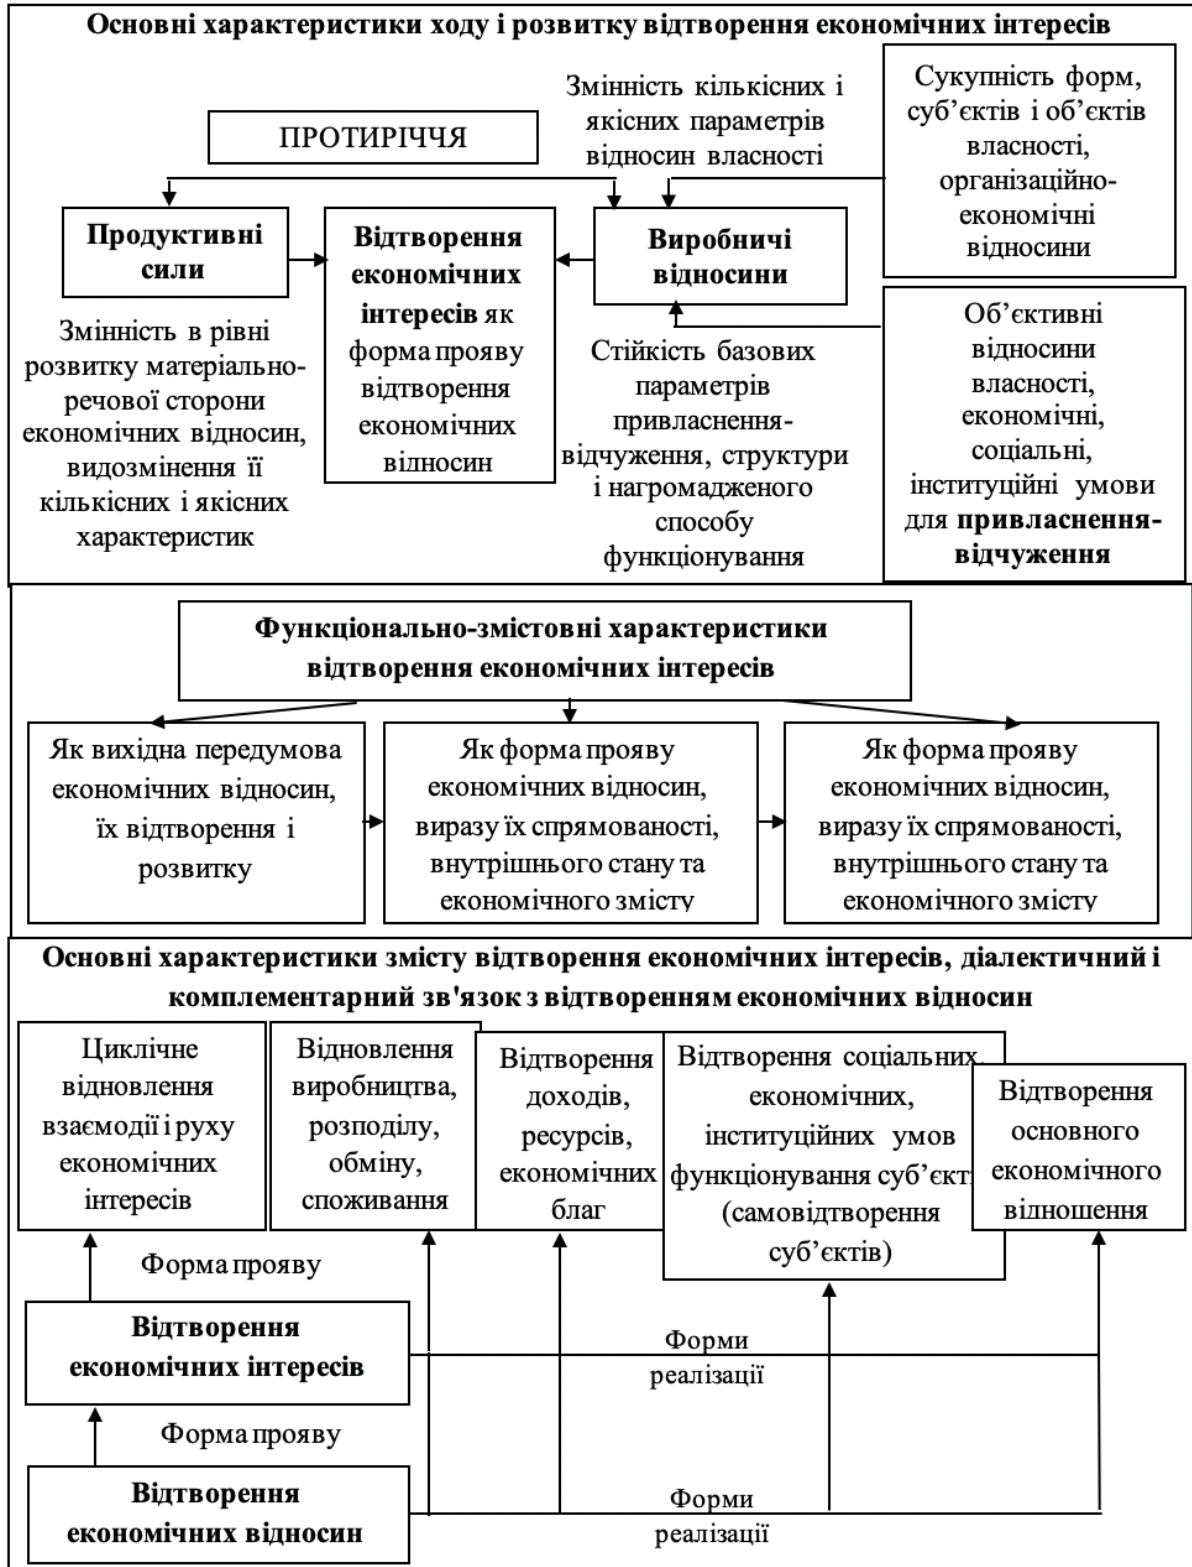 Основні характеристики ходу і розвитку відтворення економічних інтересів
ПРОТИРІЧЧЯ
Змінність кількісних і
якісних параметрів
відносин власності
Сукупність форм,
суб’єктів і об’єктів
власності,
організаційно-
економічні
відносини
Продуктивні
сили
Відтворення
економічних
інтересів як
форма прояву
відтворення
економічних
відносин
Виробничі
відносини
Змінність в рівні
розвитку матеріально-
речової сторони
економічних відносин,
видозмінення її
кількісних і якісних
характеристик
Стійкість базових
параметрів
привласнення-
відчуження, структури
і нагромадженого
способу
функціонування
Об’єктивні
відносини
власності,
економічні,
соціальні,
інституційні умови
для привласнення-
відчуження
Функціонально-змістовні характеристики
відтворення економічних інтересів
Як вихідна передумова
економічних відносин,
їх відтворення і
розвитку
Як форма прояву
економічних відносин,
виразу їх спрямованості,
внутрішнього стану та
економічного змісту
Як форма прояву
економічних відносин,
виразу їх спрямованості,
внутрішнього стану та
економічного змісту
Основні характеристики змісту відтворення економічних інтересів, діалектичний і
комплементарний зв'язок з відтворенням економічних відносин
Циклічне
відновлення
взаємодії і руху
економічних
інтересів
Відновлення
виробництва,
розподілу,
обміну,
споживання
Відтворення
доходів,
ресурсів,
економічних
благ
Відтворення соціальних,
економічних,
інституційних умов
функціонування
(самовідтворення
суб’єктів)
Відтворення
основного
економічного
відношення
Форма прояву
Відтворення
економічних інтересів
Форми
реалізації
Форма прояву
Відтворення
економічних відносин
Форми
реалізації